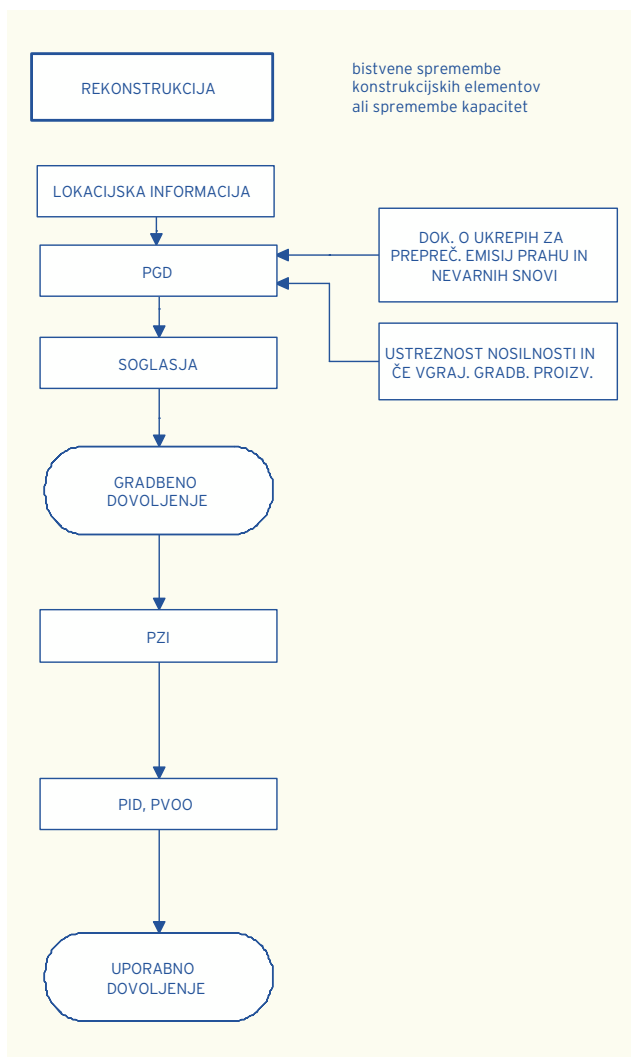 REKONSTRUKCIJA
bistvene spremembe
konstrukcijskih elementov
ali spremembe kapacitet
LOKACIJSKA INFORMACIJA
DOK. O UKREPIH ZA
PREPREČ. EMISIJ PRAHU IN
NEVARNIH SNOVI
PGD
USTREZNOST NOSILNOSTI IN
ČE VGRAJ. GRADB. PROIZV.
SOGLASJA
GRADBENO
DOVOLJENJE
PZI
PID, PVOO
UPORABNO
DOVOLJENJE